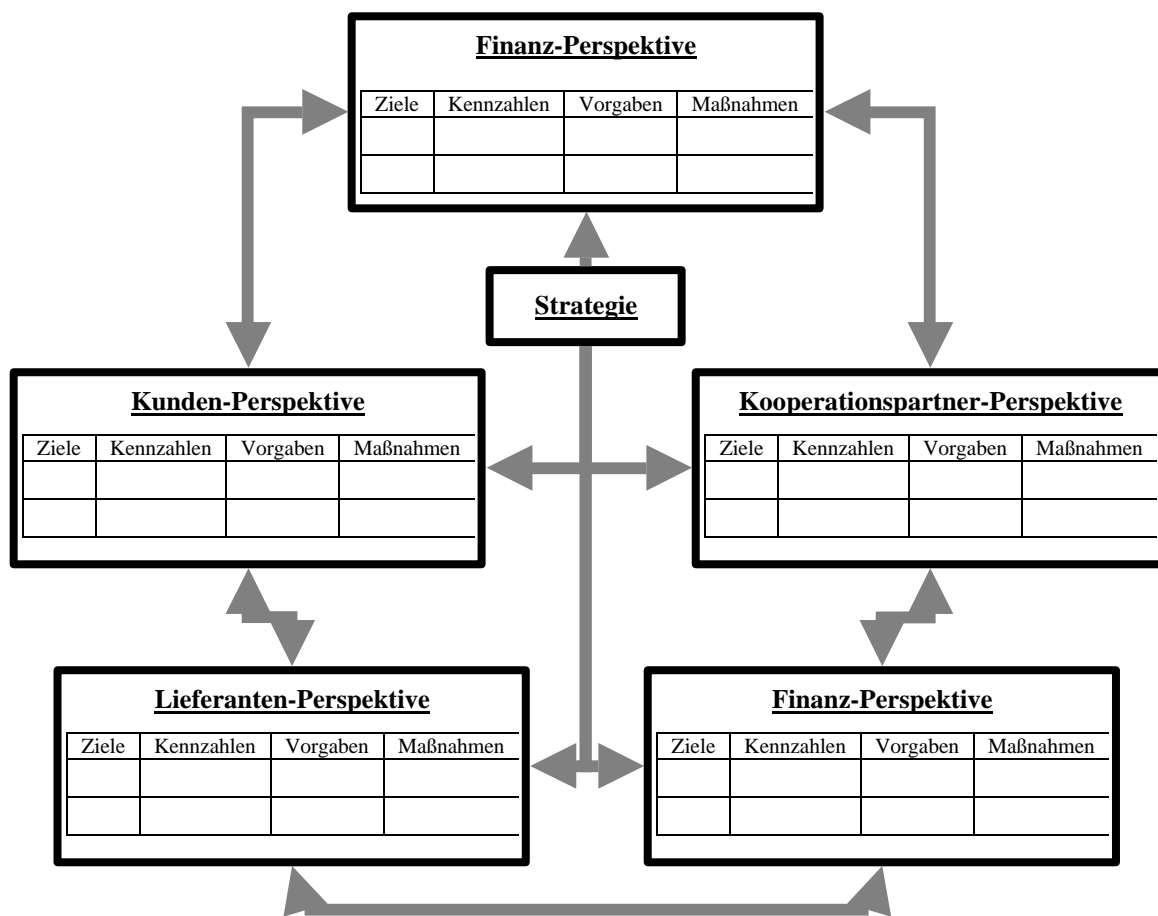 Finanz-Perspektive
Ziele Kennzahlen Vorgaben Maßnahmen
Strategie
Kunden-Perspektive
Ziele Kennzahlen Vorgaben Maßnahmen
Kooperationspartner-Perspektive
Ziele Kennzahlen Vorgaben Maßnahmen
Lieferanten-Perspektive
Ziele Kennzahlen Vorgaben Maßnahmen
Finanz-Perspektive
Ziele Kennzahlen Vorgaben Maßnahmen